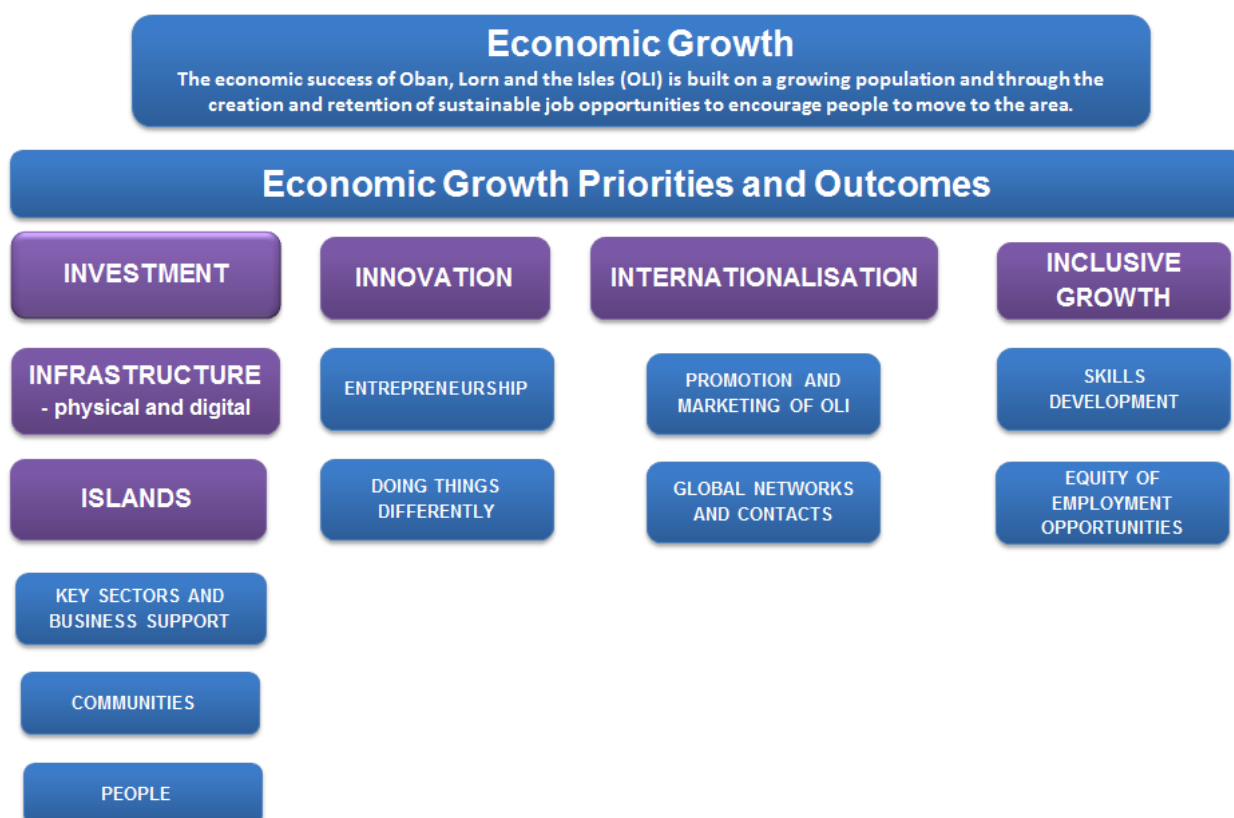 Economic Growth
The economic success of Oban, Lorn and the Isles (OLI) is built on a growing population and through the
creation and retention of sustainable job opportunities to encourage people to move to the area.
Economic Growth Priorities and Outcomes
INVESTMENT
INFRASTRUCTURE
- physical and digital
ISLANDS
KEY SECTORS AND
BUSINESS SUPPORT
COMMUNITIES
PEOPLE
INNOVATION
ENTREPRENEURSHIP
DOING THINGS
DIFFERENTLY
INTERNATIONALISATION
PROMOTION AND
MARKETING OF OLI
GLOBAL NETWORKS
AND CONTACTS
INCLUSIVE
GROWTH
SKILLS
DEVELOPMENT
EQUITY OF
EMPLOYMENT
OPPORTUNITIES